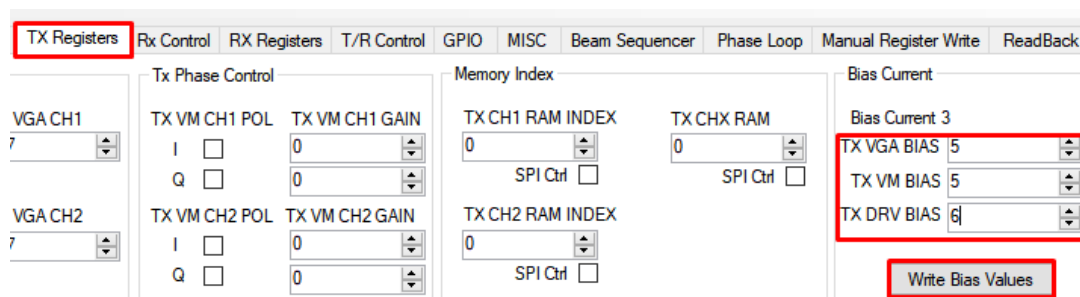 TX Registers Rx Control RX Registers T/R Control GPIO MISC Beam Sequencer Phase Loop Manual Register Write ReadBack
Tx Phase Control Memory Index Bias Current
VGA CH1 TX VM CH1 POL TX VM CH1 GAIN TX CH1 RAM INDEX TX CHX RAM Bias Current 3
7 I 0 0 0 TX VGA BIAS 5
Q 0 SPI Ctrl SPI Ctrl TX VM BIAS 5
VGA CH2 TX VM CH2 POL TX VM CH2 GAIN TX CH2 RAM INDEX TX DRV BIAS 6
7 I 0 0
Q 0 SPI Ctrl Write Bias Values